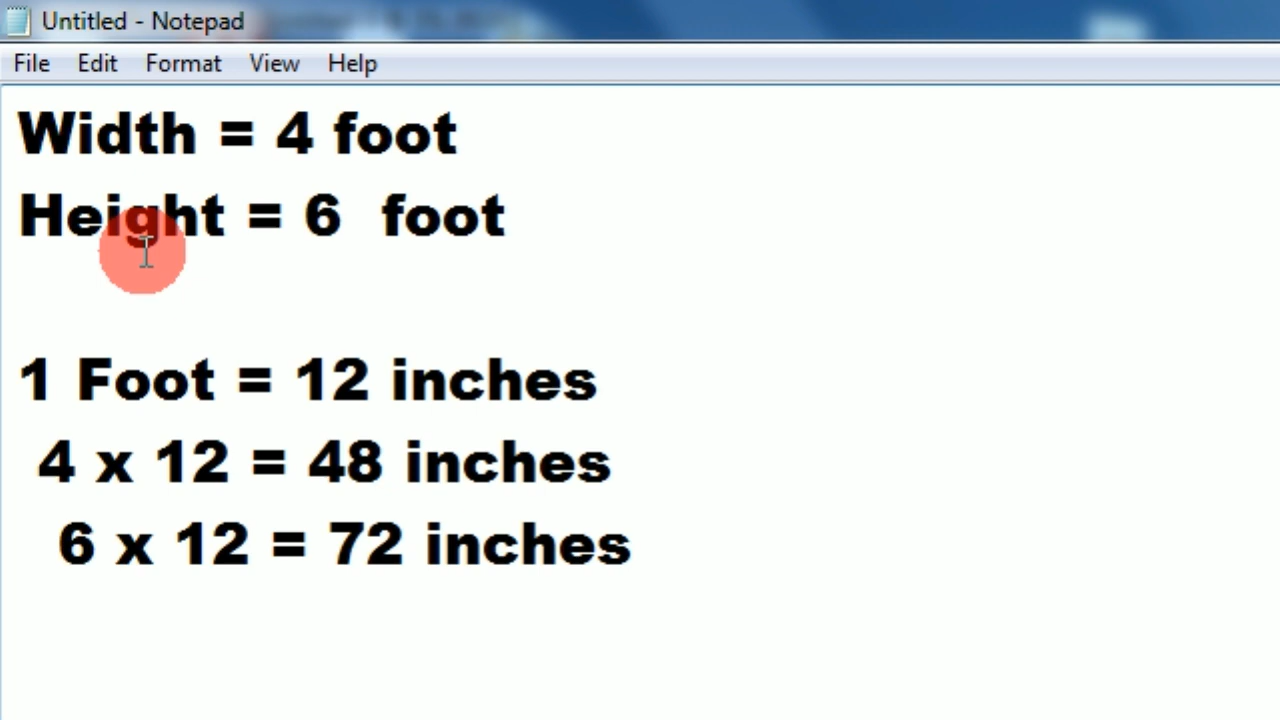 Untitled - Notepad
File Edit Format View Help
Width = 4 foot
Height = 6  foot
1 Foot = 12 inches
4 x 12 = 48 inches
6 x 12 = 72 inches